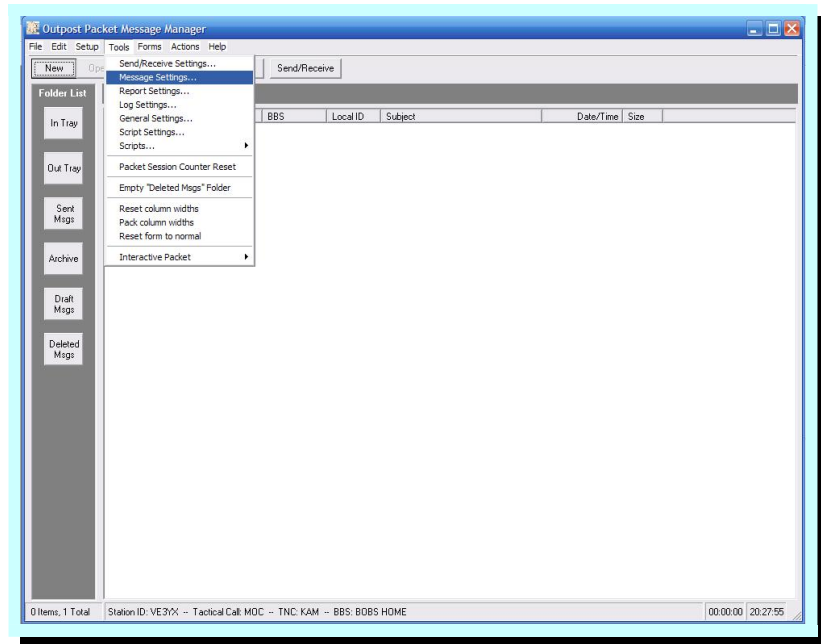 Outpost Packet Message Manager
File Edit Setup Tools Forms Actions Help
New Ope Send/Receive
Folder List
In Tray
Out Tray
Sent Msgs
Archive
Draft Msgs
Deleted Msgs
Send/Receive Settings...
Message Settings...
Report Settings...
Log Settings...
General Settings...
Script Settings...
Scripts...
Packet Session Counter Reset
Empty "Deleted Msgs" Folder
Reset column widths
Pack column widths
Reset form to normal
Interactive Packet
BBS Local ID Subject Date/Time Size
0 Items, 1 Total Station ID: VE3YX -- Tactical Call: MOC -- TNC: KAM -- BBS: BOBS HOME 00:00:00 20:27:55